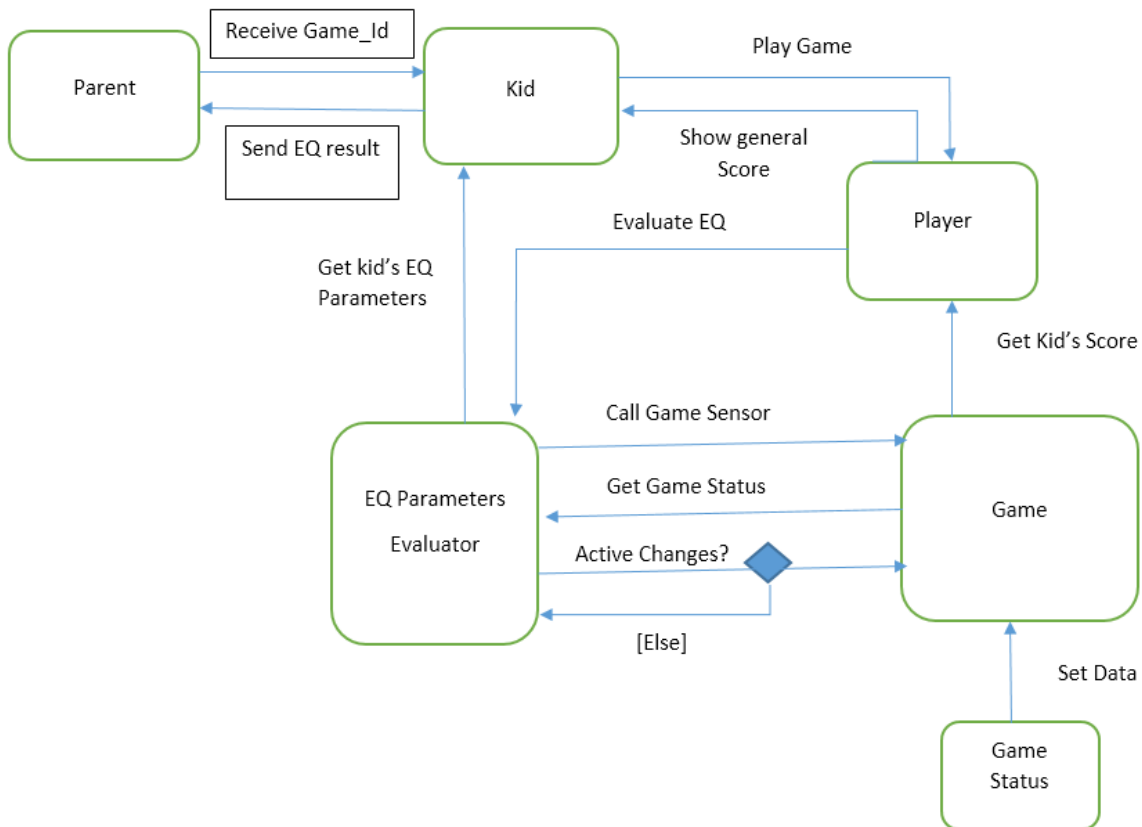 Receive Game_Id
Parent
Kid
Play Game
Send EQ result
Show general
Score
Player
Evaluate EQ
Get kid's EQ
Parameters
Get Kid's Score
Call Game Sensor
EQ Parameters
Evaluator
Get Game Status
Game
Active Changes?
[Else]
Set Data
Game
Status